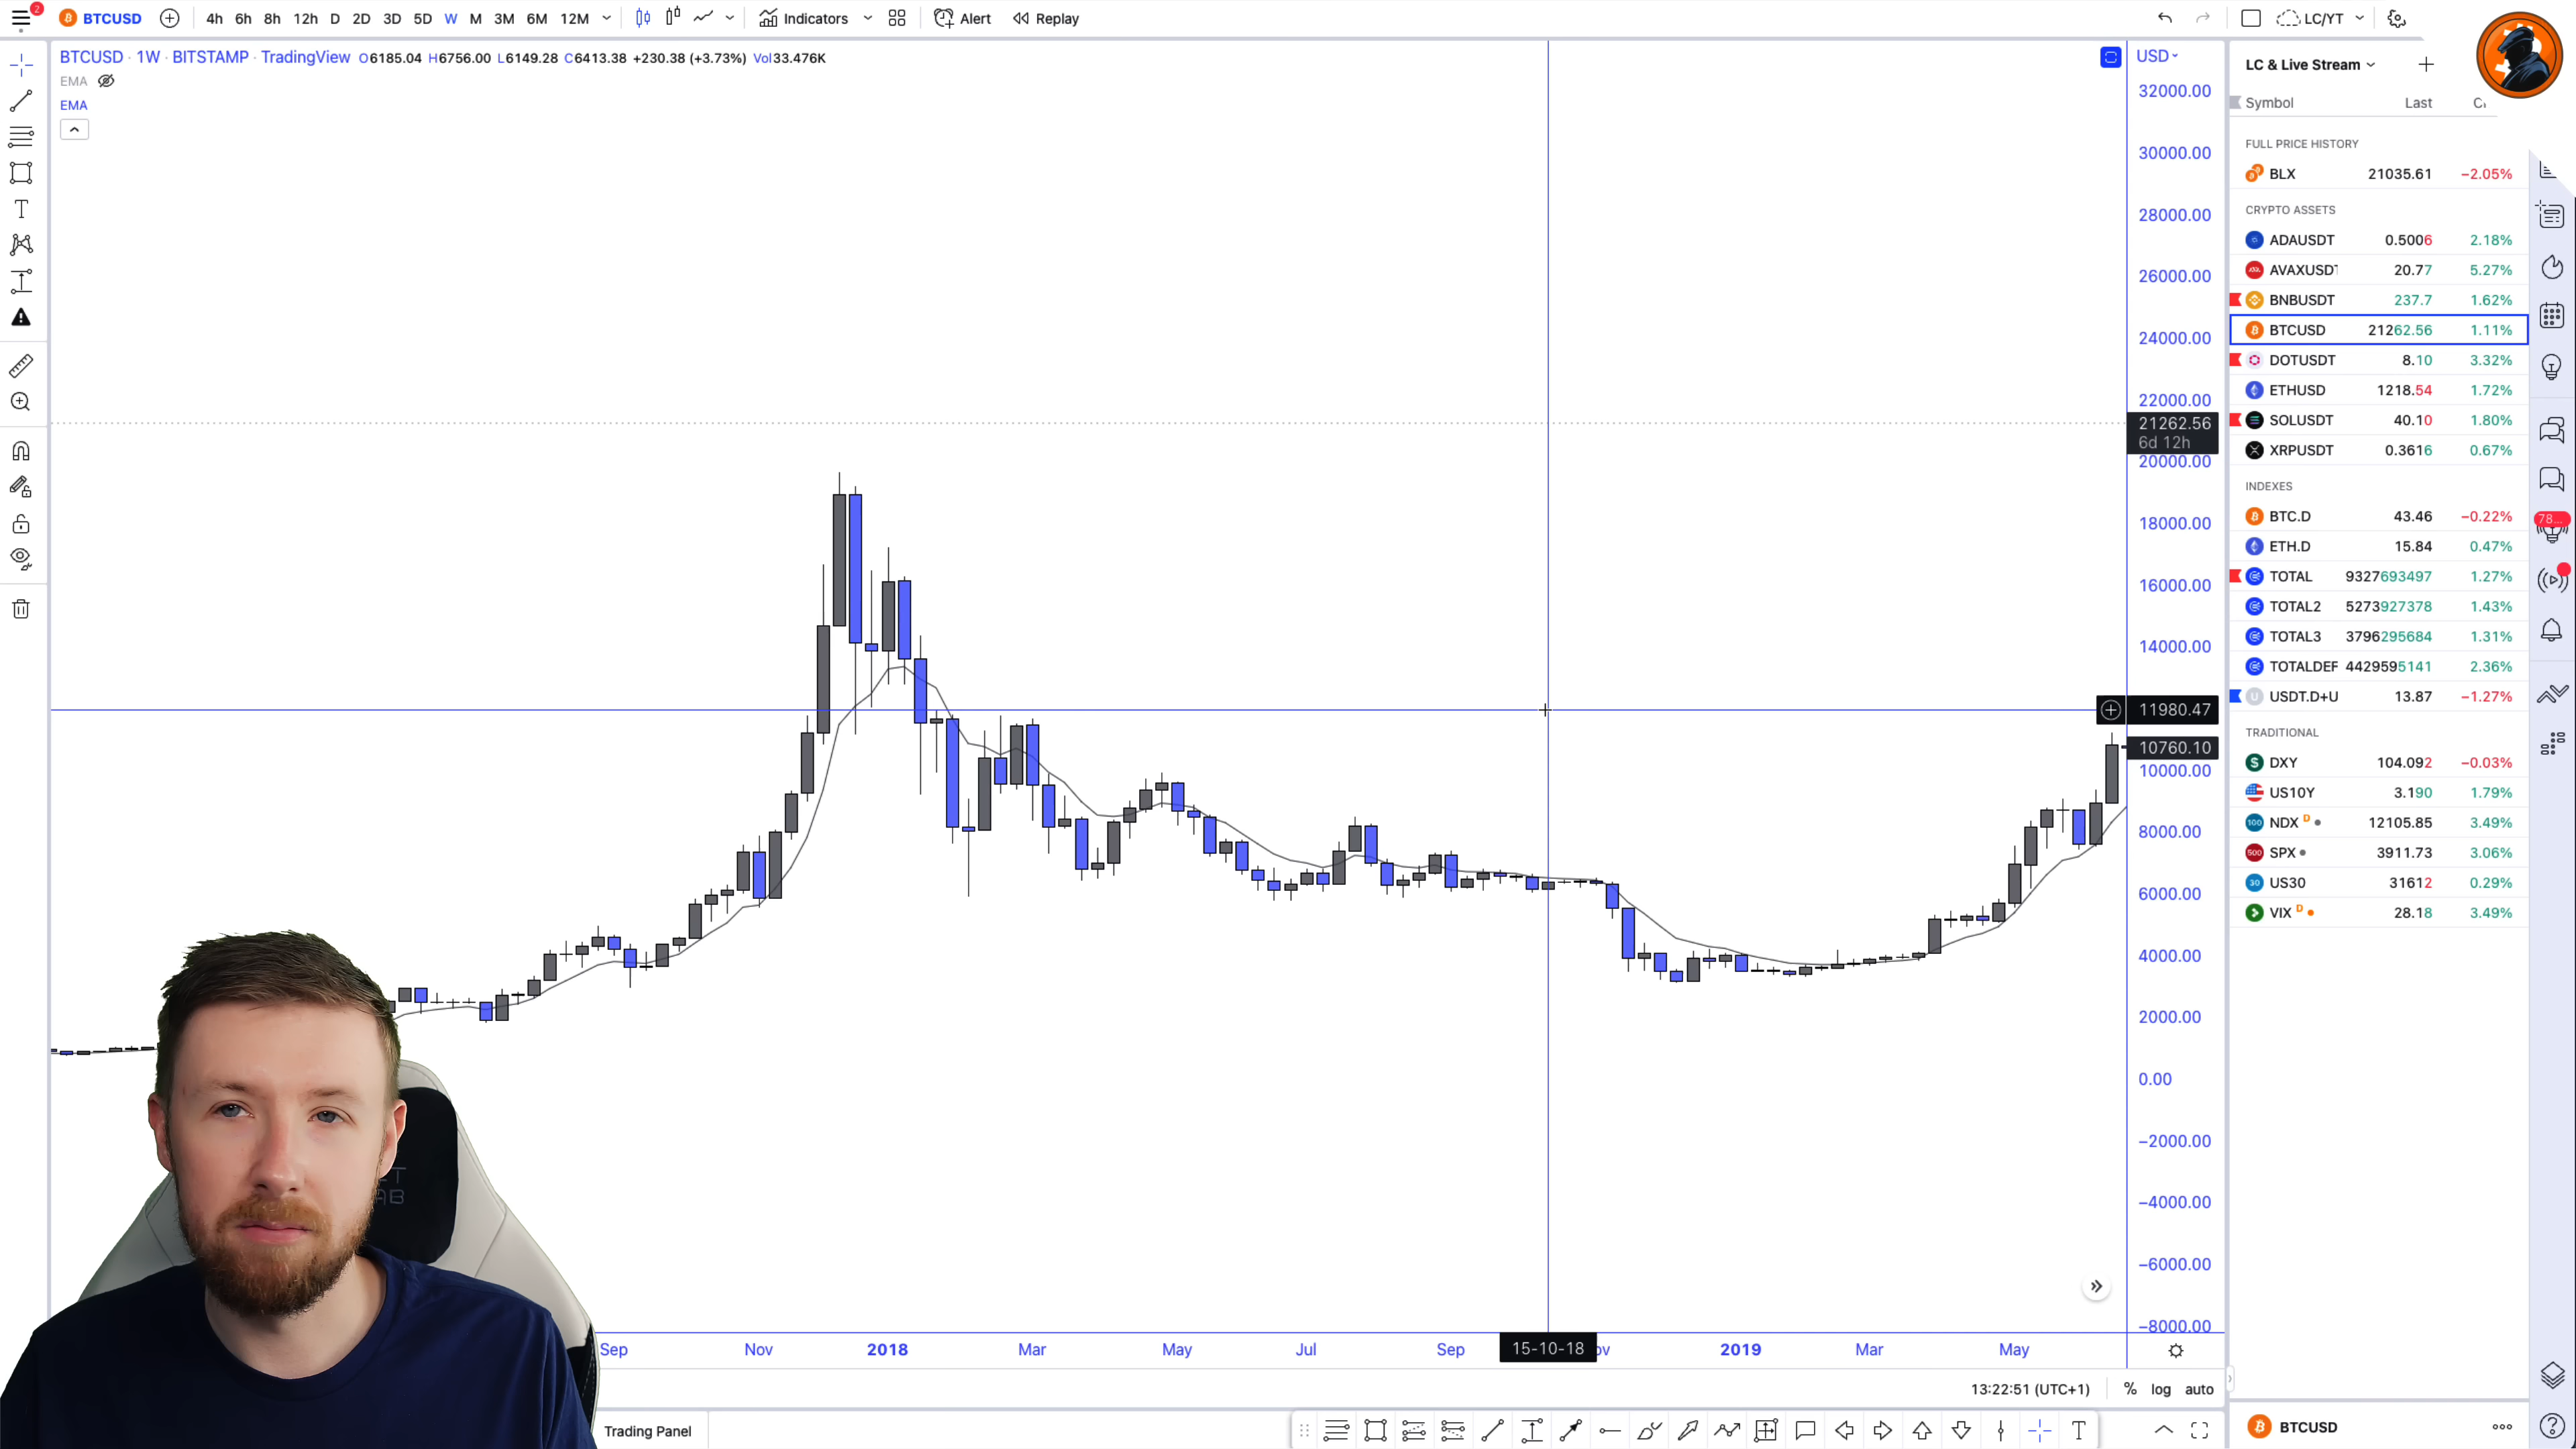 2
BTCUSD 4h 6h 8h 12h D 2D 3D 5D W M 3M 6M 12M Indicators Alert Replay LC/YT
BTCUSD · 1W · BITSTAMP · TradingView O6185.04 H6756.00 L6149.28 C6413.38 +230.38 (+3.73%) Vol33.476K
EMA
EMA
USD
32000.00
30000.00
28000.00
26000.00
24000.00
22000.00
21262.56
6d 12h
20000.00
18000.00
16000.00
14000.00
11980.47
10760.10
10000.00
8000.00
6000.00
4000.00
2000.00
0.00
−2000.00
−4000.00
−6000.00
−8000.00
Sep Nov 2018 Mar May Jul Sep 15-10-18 ov 2019 Mar May
13:22:51 (UTC+1) % log auto
Trading Panel
LC & Live Stream
Symbol Last
FULL PRICE HISTORY
BLX 21035.61 −2.05%
CRYPTO ASSETS
ADAUSDT 0.5006 2.18%
AVAXUSDT 20.77 5.27%
BNBUSDT 237.7 1.62%
BTCUSD 21262.56 1.11%
DOTUSDT 8.10 3.32%
ETHUSD 1218.54 1.72%
SOLUSDT 40.10 1.80%
XRPUSDT 0.3616 0.67%
INDEXES
BTC.D 43.46 −0.22%
ETH.D 15.84 0.47%
TOTAL 9327693497 1.27%
TOTAL2 5273927378 1.43%
TOTAL3 3796295684 1.31%
TOTALDEF 4429595141 2.36%
USDT.D+U 13.87 −1.27%
TRADITIONAL
DXY 104.092 −0.03%
US10Y 3.190 1.79%
NDX D 12105.85 3.49%
SPX 3911.73 3.06%
US30 31612 0.29%
VIX D 28.18 3.49%
78...
BTCUSD